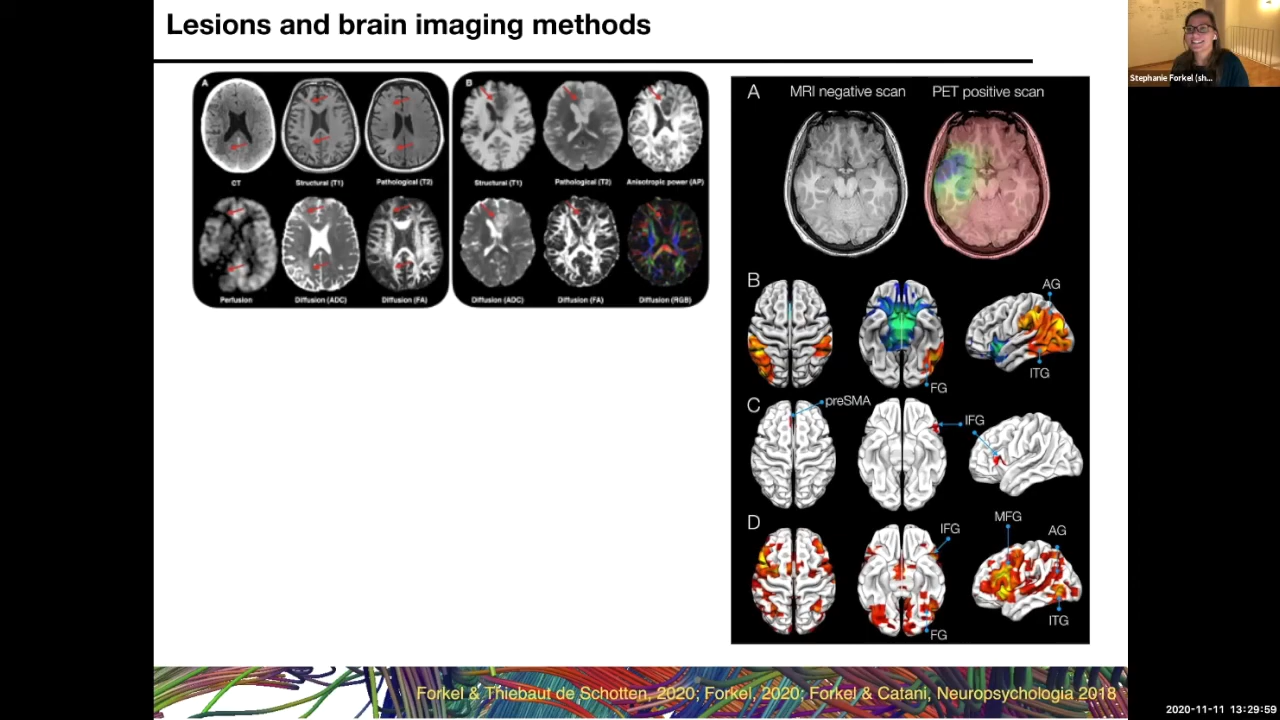 Lesions and brain imaging methods
Stephanie Forkel (sh...
A
CT
Structural (T1)
Pathological (T2)
Perfusion
Diffusion (ADC)
Diffusion (FA)
B
Structural (T1)
Pathological (T2)
Anisotropic power (AP)
Diffusion (ADC)
Diffusion (FA)
Diffusion (RGB)
A
MRI negative scan
PET positive scan
B
AG
ITG
FG
C
preSMA
IFG
D
IFG
MFG
AG
ITG
FG
Forkel & Thiebaut de Schotten, 2020; Forkel, 2020; Forkel & Catani, Neuropsychologia 2018
2020-11-11 13:29:59